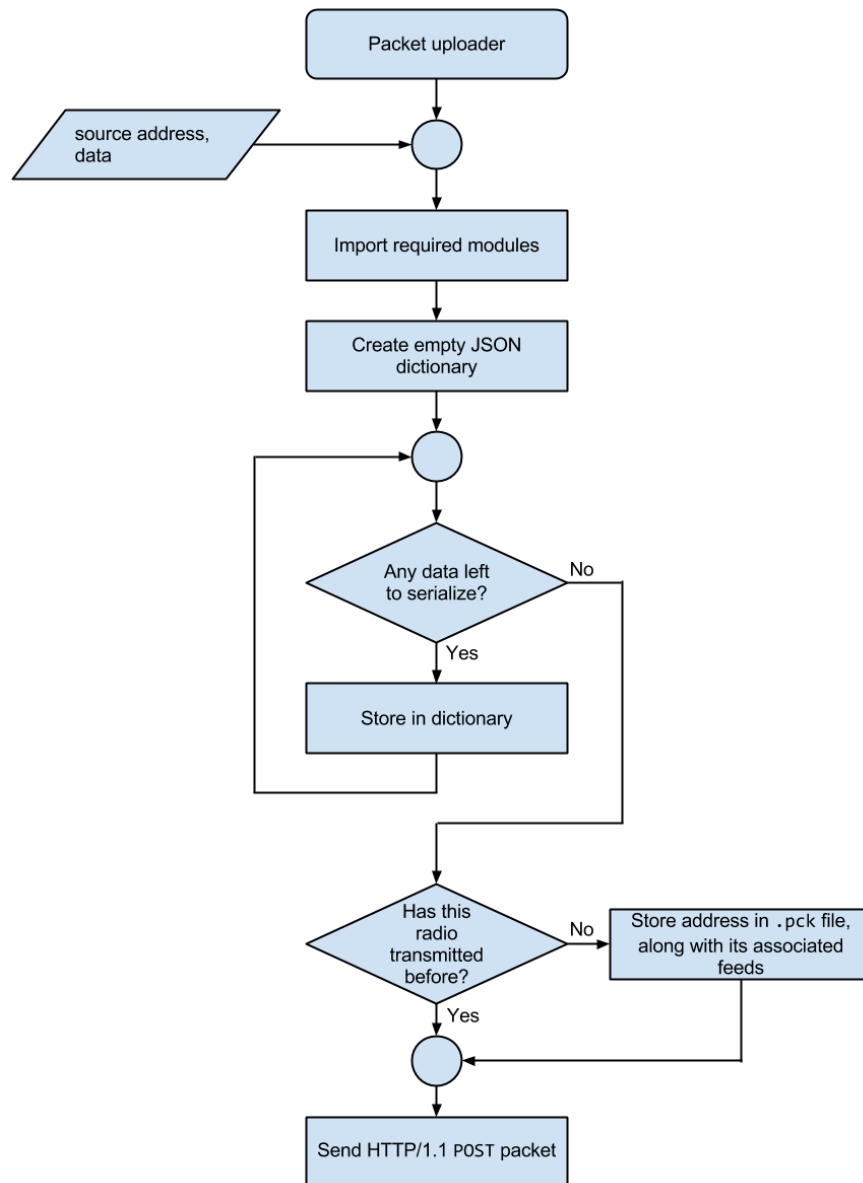 Packet uploader
source address,
data
Import required modules
Create empty JSON
dictionary
Any data left
to serialize?
No
Yes
Store in dictionary
Has this
radio
transmitted
before?
No
Store address in .pck file,
along with its associated
feeds
Yes
Send HTTP/1.1 POST packet